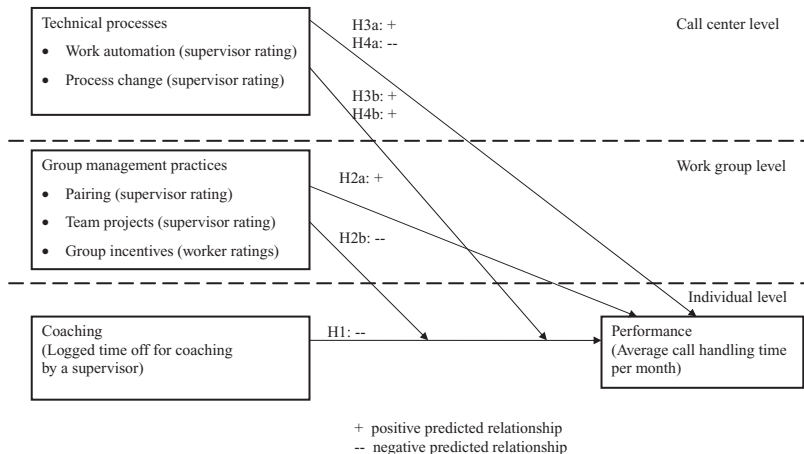 Technical processes
• Work automation (supervisor rating)
• Process change (supervisor rating)
H3a: +
H4a: --
Call center level
H3b: +
H4b: +
Group management practices
• Pairing (supervisor rating)
• Team projects (supervisor rating)
• Group incentives (worker ratings)
H2a: +
H2b: --
Work group level
Individual level
Coaching
(Logged time off for coaching
by a supervisor)
H1: --
Performance
(Average call handling time
per month)
+ positive predicted relationship
-- negative predicted relationship